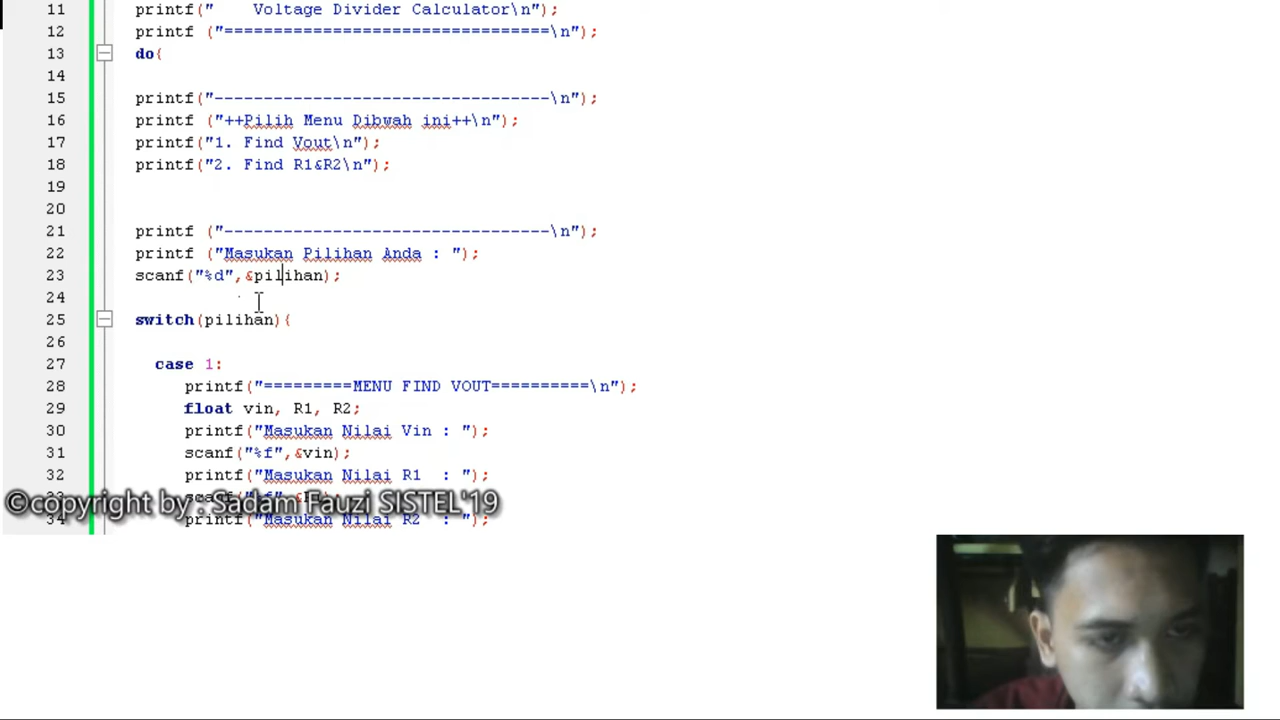 11 printf("    Voltage Divider Calculator\n");
12 printf ("=================================\n");
13 do{
14
15 printf("----------------------------------\n");
16 printf ("++Pilih Menu Dibwah ini++\n");
17 printf("1. Find Vout\n");
18 printf("2. Find R1&R2\n");
19
20
21 printf ("---------------------------------\n");
22 printf ("Masukan Pilihan Anda : ");
23 scanf("%d",&pilihan);
24
25 switch(pilihan){
26
27 case 1:
28 printf("=========MENU FIND VOUT==========\n");
29 float vin, R1, R2;
30 printf("Masukan Nilai Vin : ");
31 scanf("%f",&vin);
32 printf("Masukan Nilai R1  : ");
©copyright by : Sadam Fauzi SISTEL'19
34 printf("Masukan Nilai R2  : ");